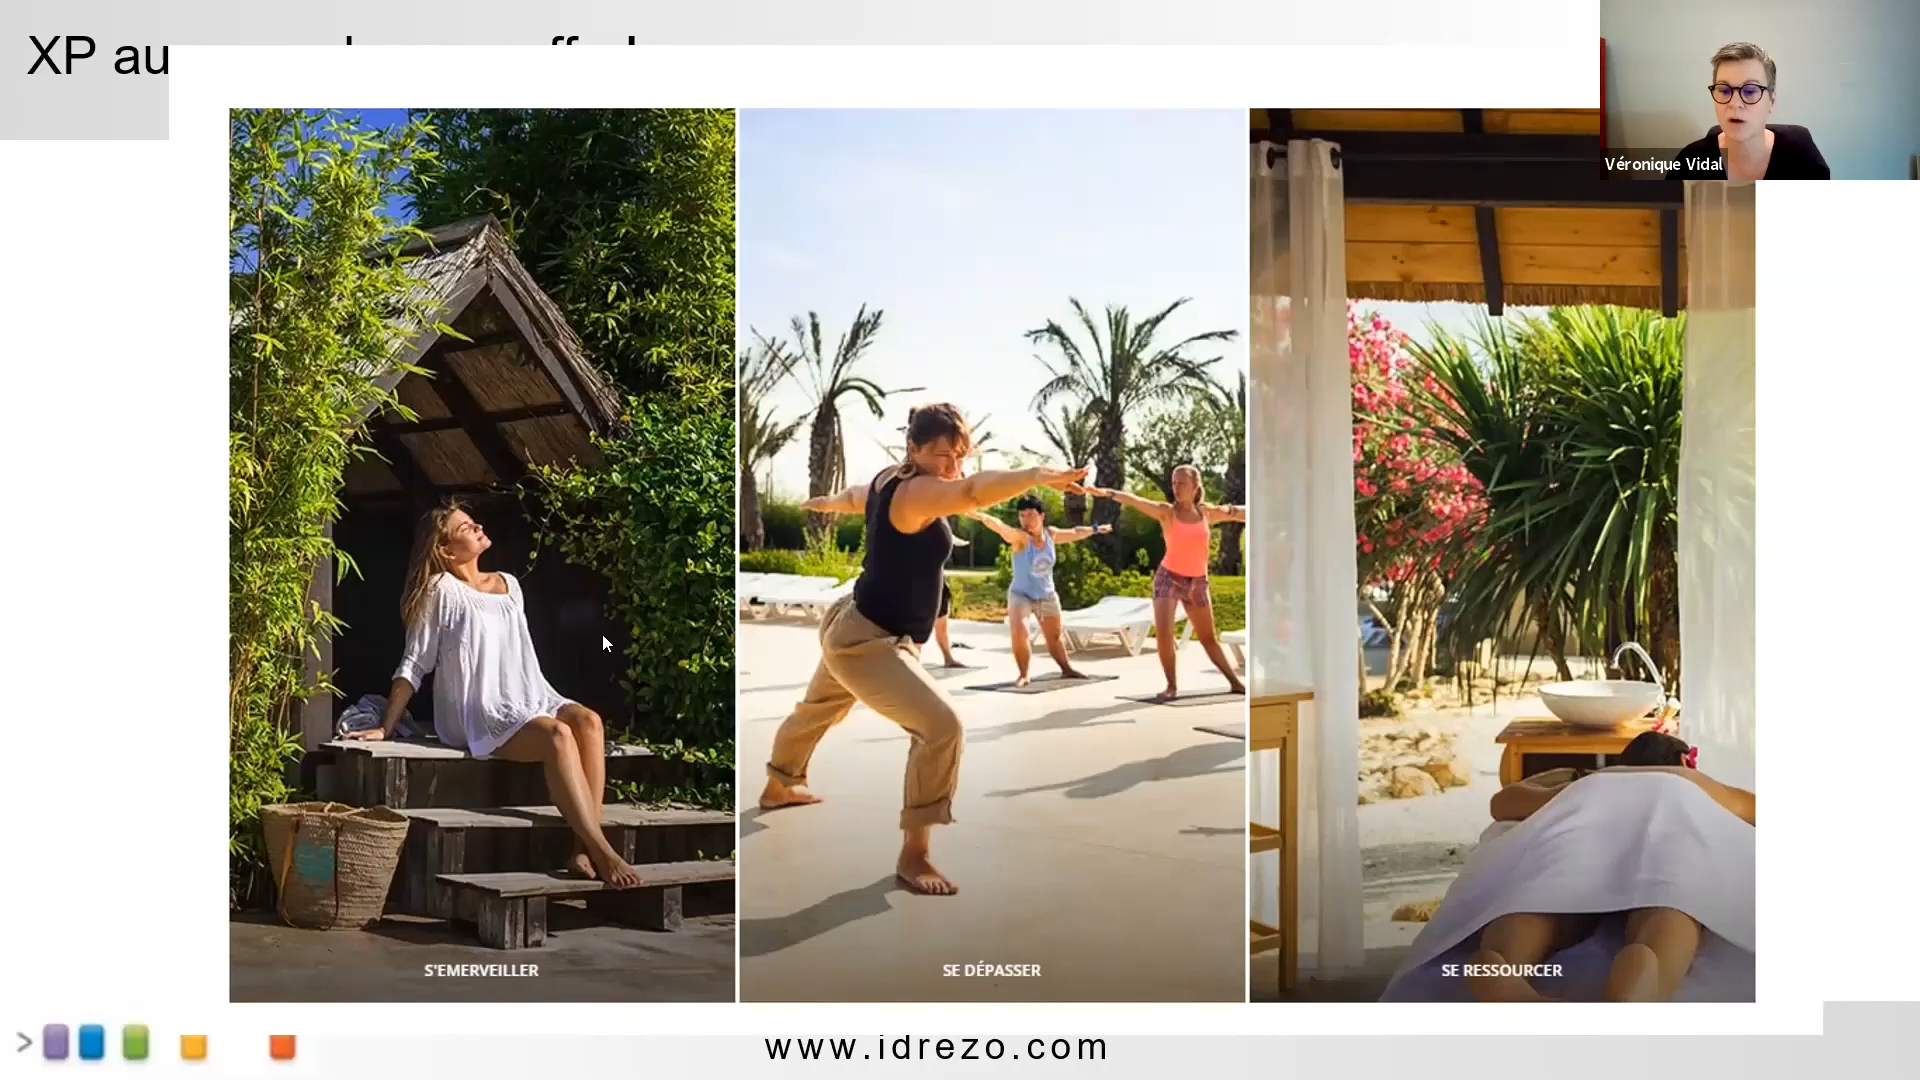 XP au
Véronique Vidal
S'EMERVEILLER
SE DÉPASSER
SE RESSOURCER
>
www.idrezo.com